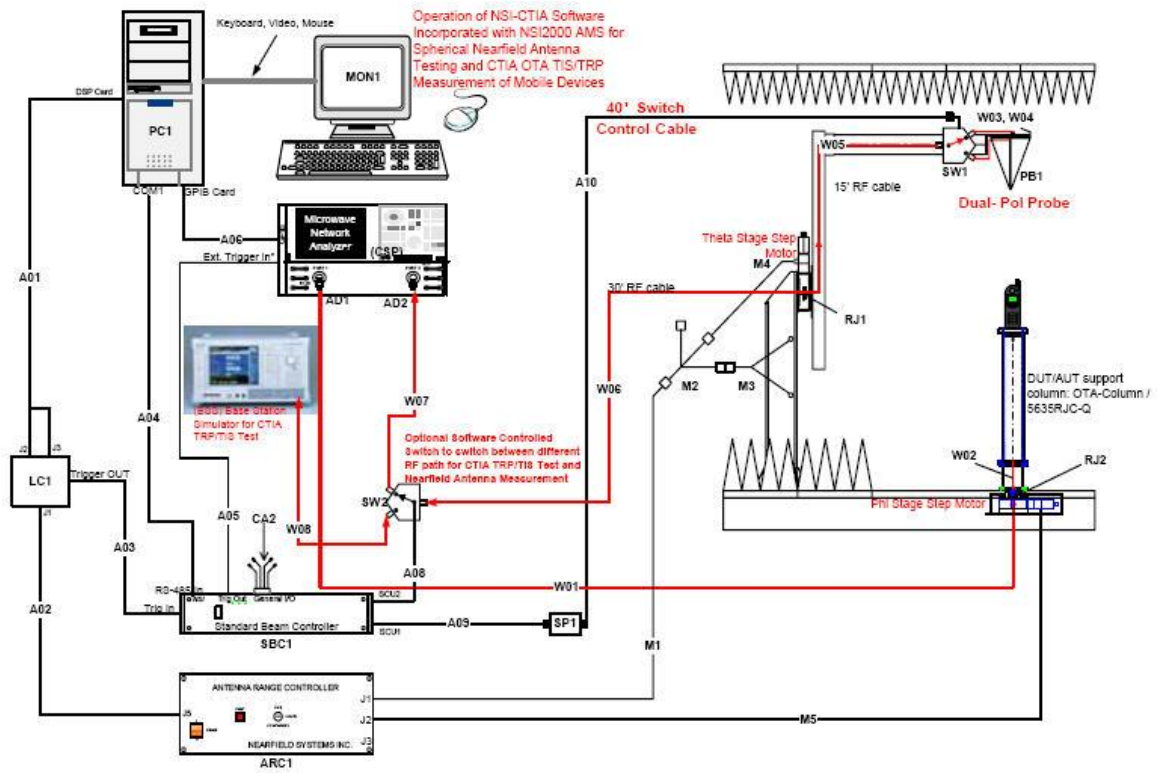 Keyboard, Video, Mouse
Operation of NSI-CTIA Software
Incorporated with NSI2000 AMS for
Spherical Nearfield Antenna
Testing and CTIA OTA TIS/TRP
Measurement of Mobile Devices
MON1
DSP Card
PC1
COM1
GPIB Card
40' Switch
Control Cable
W03, W04
W05
SW1
PB1
15' RF cable
Dual- Pol Probe
A10
A06
Microwave
Network
Analyzer
(CSP)
Ext. Trigger In*
AD1
AD2
A01
Theta Stage Step
Motor
M4
30' RF cable
RJ1
M2
M3
W06
W07
DUT/AUT support
column: OTA-Column /
5635RJC-Q
W02
RJ2
Phi Stage Step Motor
A04
(BSS) Base Station
Simulator for CTIA
TRP/TIS Test
Optional Software Controlled
Switch to switch between different
RF path for CTIA TRP/TIS Test and
Nearfield Antenna Measurement
J2
J3
LC1
J1
Trigger OUT
SW2
A05
CA2
W08
A03
A08
W01
A02
RS-485 In
Trig In
Trig Out
General I/O
SCU2
Standard Beam Controller
SCU1
SBC1
A09
SP1
M1
ANTENNA RANGE CONTROLLER
J5
J1
J2
J3
NEARFIELD SYSTEMS INC.
ARC1
M5